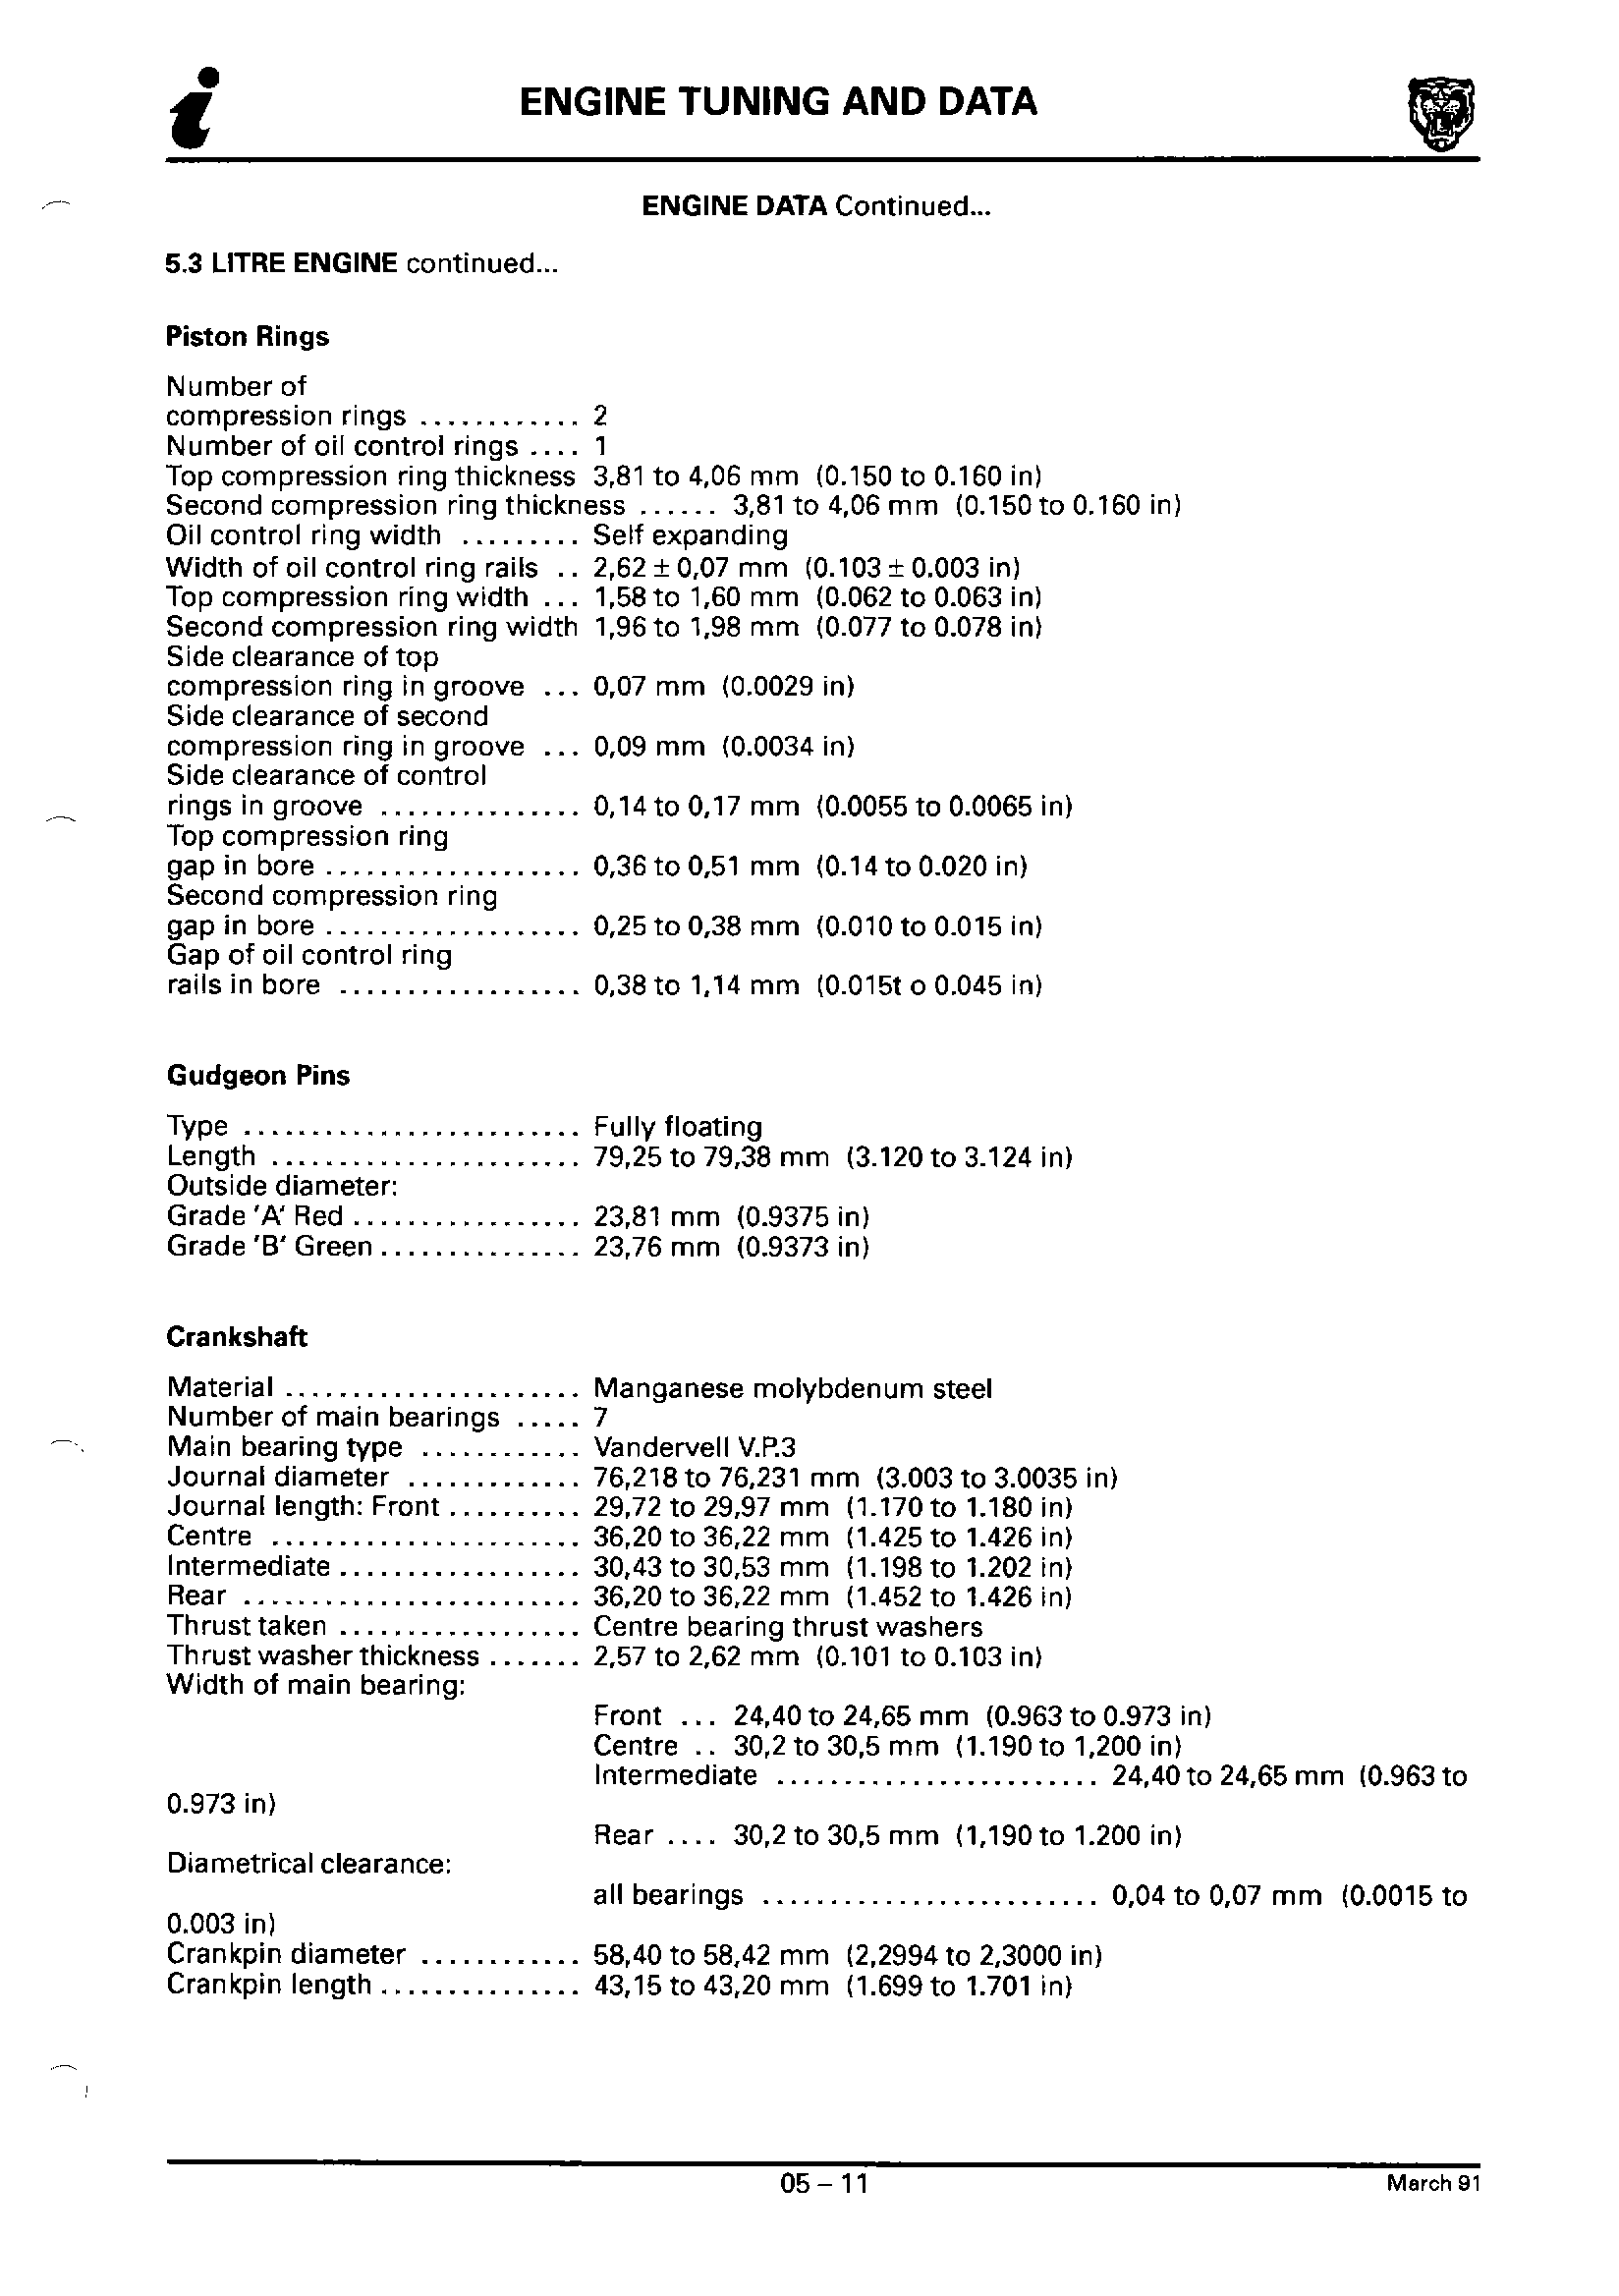 ENGINE TUNING AND DATA
ENGINE DATA Continued...
5.3 LITRE ENGINE continued...
Piston Rings
Number of
compression rings ............ 2
Number of oil control rings .... 1
Top compression ring thickness 3,81 to 4,06 mm (0.150 to 0.160 in)
Second compression ring thickness ...... 3,81 to 4,06 mm (0.150 to 0.160 in)
Oil control ring width ......... Self expanding
Width of oil control ring rails .. 2,62 ± 0,07 mm (0.103 ± 0.003 in)
Top compression ring width ... 1,58 to 1,60 mm (0.062 to 0.063 in)
Second compression ring width 1,96 to 1,98 mm (0.077 to 0.078 in)
Side clearance of top
compression ring in groove ... 0,07 mm (0.0029 in)
Side clearance of second
compression ring in groove ... 0,09 mm (0.0034 in)
Side clearance of control
rings in groove ............... 0,14 to 0,17 mm (0.0055 to 0.0065 in)
Top compression ring
gap in bore ................... 0,36 to 0,51 mm (0.14 to 0.020 in)
Second compression ring
gap in bore ................... 0,25 to 0,38 mm (0.010 to 0.015 in)
Gap of oil control ring
rails in bore .................. 0,38 to 1,14 mm (0.015t o 0.045 in)
Gudgeon Pins
Type ......................... Fully floating
Length ....................... 79,25 to 79,38 mm (3.120 to 3.124 in)
Outside diameter:
Grade 'A' Red ................. 23,81 mm (0.9375 in)
Grade 'B' Green ............... 23,76 mm (0.9373 in)
Crankshaft
Material ...................... Manganese molybdenum steel
Number of main bearings ..... 7
Main bearing type ............ Vandervell V.P.3
Journal diameter ............. 76,218 to 76,231 mm (3.003 to 3.0035 in)
Journal length: Front .......... 29,72 to 29,97 mm (1.170 to 1.180 in)
Centre ....................... 36,20 to 36,22 mm (1.425 to 1.426 in)
Intermediate .................. 30,43 to 30,53 mm (1.198 to 1.202 in)
Rear ......................... 36,20 to 36,22 mm (1.452 to 1.426 in)
Thrust taken .................. Centre bearing thrust washers
Thrust washer thickness ....... 2,57 to 2,62 mm (0.101 to 0.103 in)
Width of main bearing:
Front ... 24,40 to 24,65 mm (0.963 to 0.973 in)
Centre .. 30,2 to 30,5 mm (1.190 to 1,200 in)
Intermediate ........................ 24,40 to 24,65 mm (0.963 to
0.973 in)
Rear .... 30,2 to 30,5 mm (1,190 to 1.200 in)
Diametrical clearance:
all bearings ......................... 0,04 to 0,07 mm (0.0015 to
0.003 in)
Crankpin diameter ............ 58,40 to 58,42 mm (2,2994 to 2,3000 in)
Crankpin length ............... 43,15 to 43,20 mm (1.699 to 1.701 in)
05 – 11
March 91